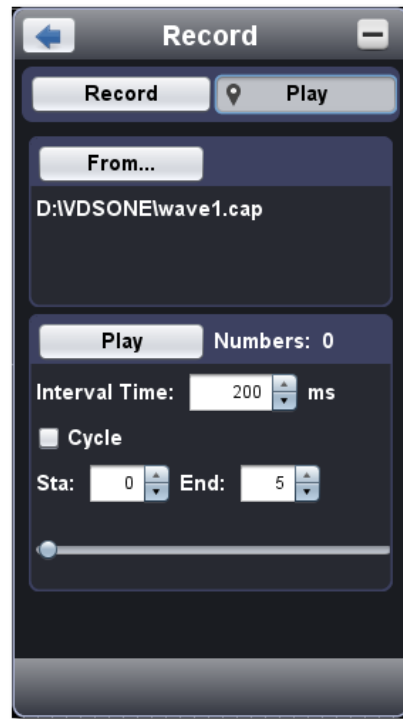 Record
Record Play
From...
D:\VDSONE\wave1.cap
Play Numbers: 0
Interval Time: 200 ms
Cycle
Sta: 0 End: 5